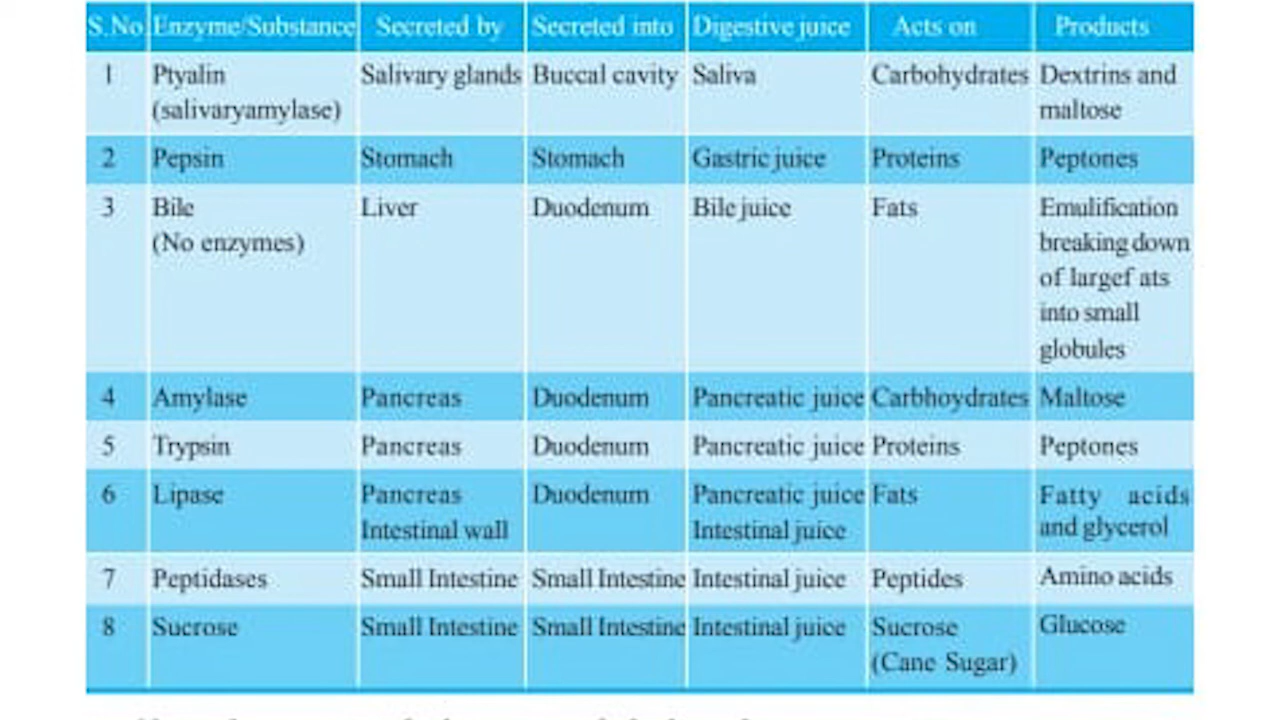 S.No Enzyme/Substance Secreted by Secreted into Digestive juice Acts on Products
1 Ptyalin Salivary glands Buccal cavity Saliva Carbohydrates Dextrins and
(salivaryamylase) maltose
2 Pepsin Stomach Stomach Gastric juice Proteins Peptones
3 Bile Liver Duodenum Bile juice Fats Emulification
(No enzymes) breaking down
of largef ats
into small
globules
4 Amylase Pancreas Duodenum Pancreatic juice Carbhoydrates Maltose
5 Trypsin Pancreas Duodenum Pancreatic juice Proteins Peptones
6 Lipase Pancreas Duodenum Pancreatic juice Fats Fatty acids
Intestinal wall Intestinal juice and glycerol
7 Peptidases Small Intestine Small Intestine Intestinal juice Peptides Amino acids
8 Sucrose Small Intestine Small Intestine Intestinal juice Sucrose Glucose
(Cane Sugar)